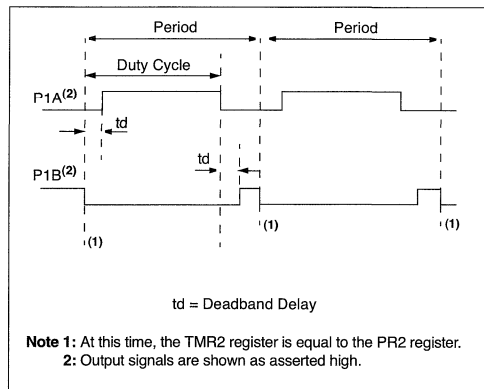 Period Period
Duty Cycle
P1A(2)
td
td
P1B(2)
(1) (1) (1)
td = Deadband Delay
Note 1: At this time, the TMR2 register is equal to the PR2 register.
2: Output signals are shown as asserted high.